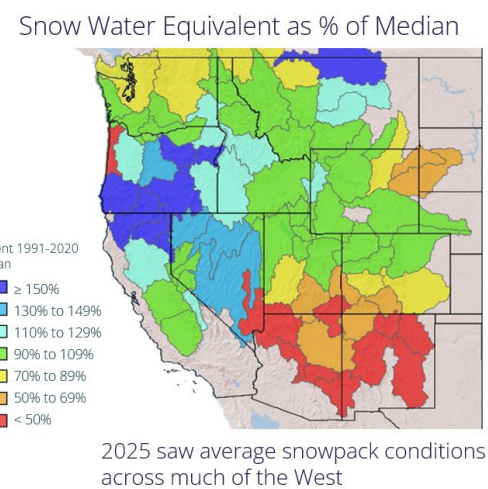 Snow Water Equivalent as % of Median
nt 1991-2020
an
≥ 150%
130% to 149%
110% to 129%
90% to 109%
70% to 89%
50% to 69%
< 50%
2025 saw average snowpack conditions
across much of the West